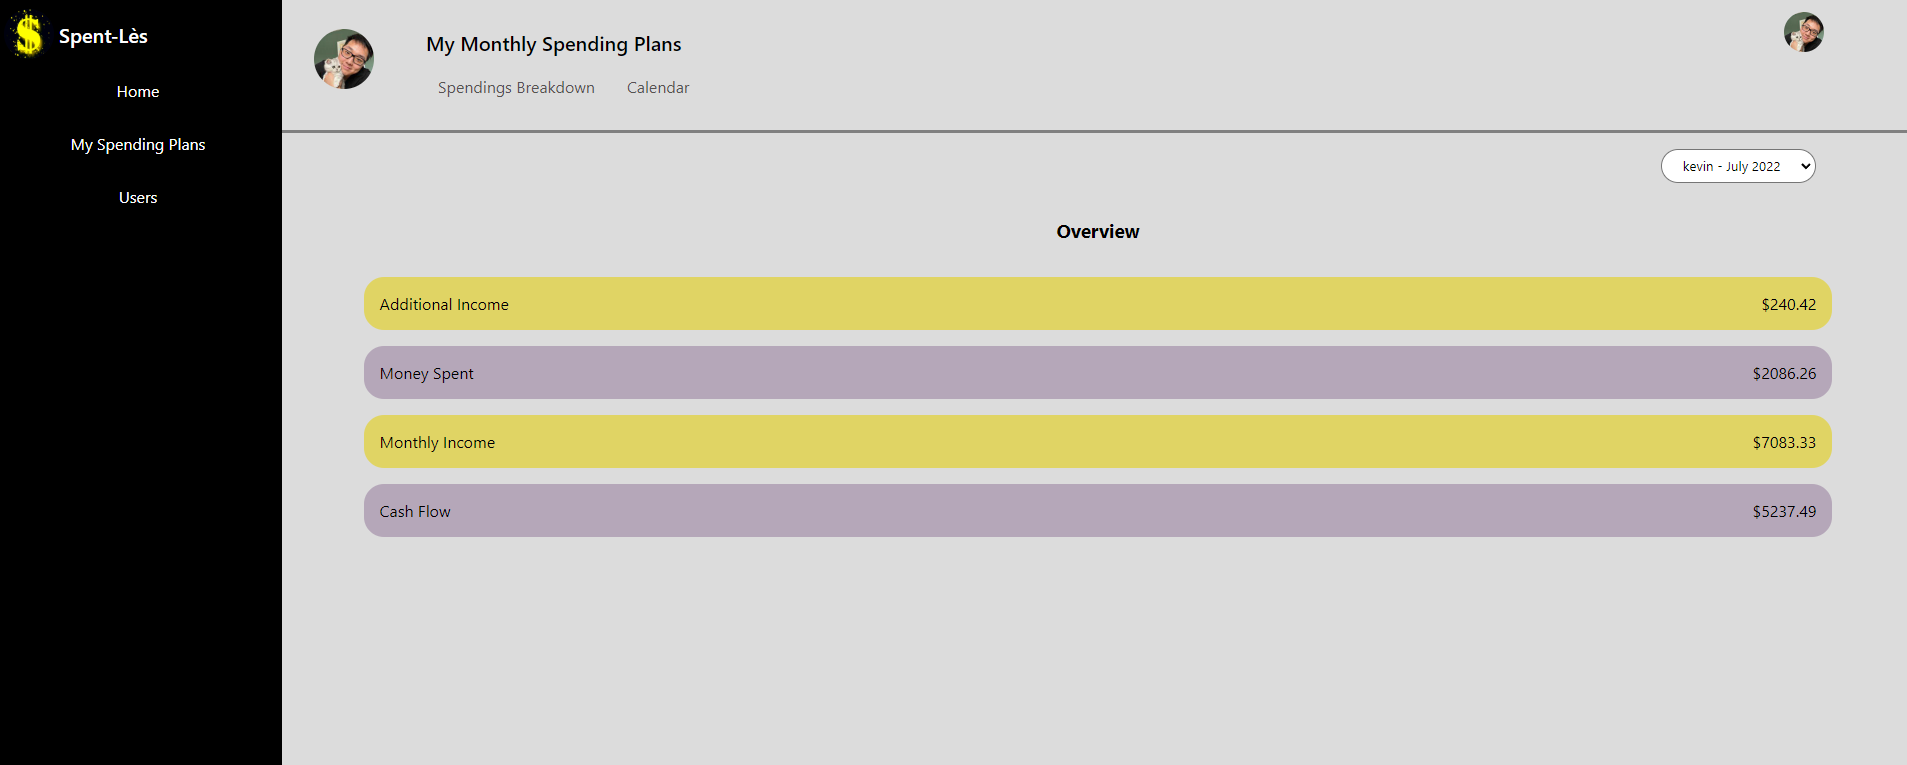 Spent-Lès
Home
My Spending Plans
Users
My Monthly Spending Plans
Spendings Breakdown Calendar
kevin - July 2022
Overview
Additional Income $240.42
Money Spent $2086.26
Monthly Income $7083.33
Cash Flow $5237.49